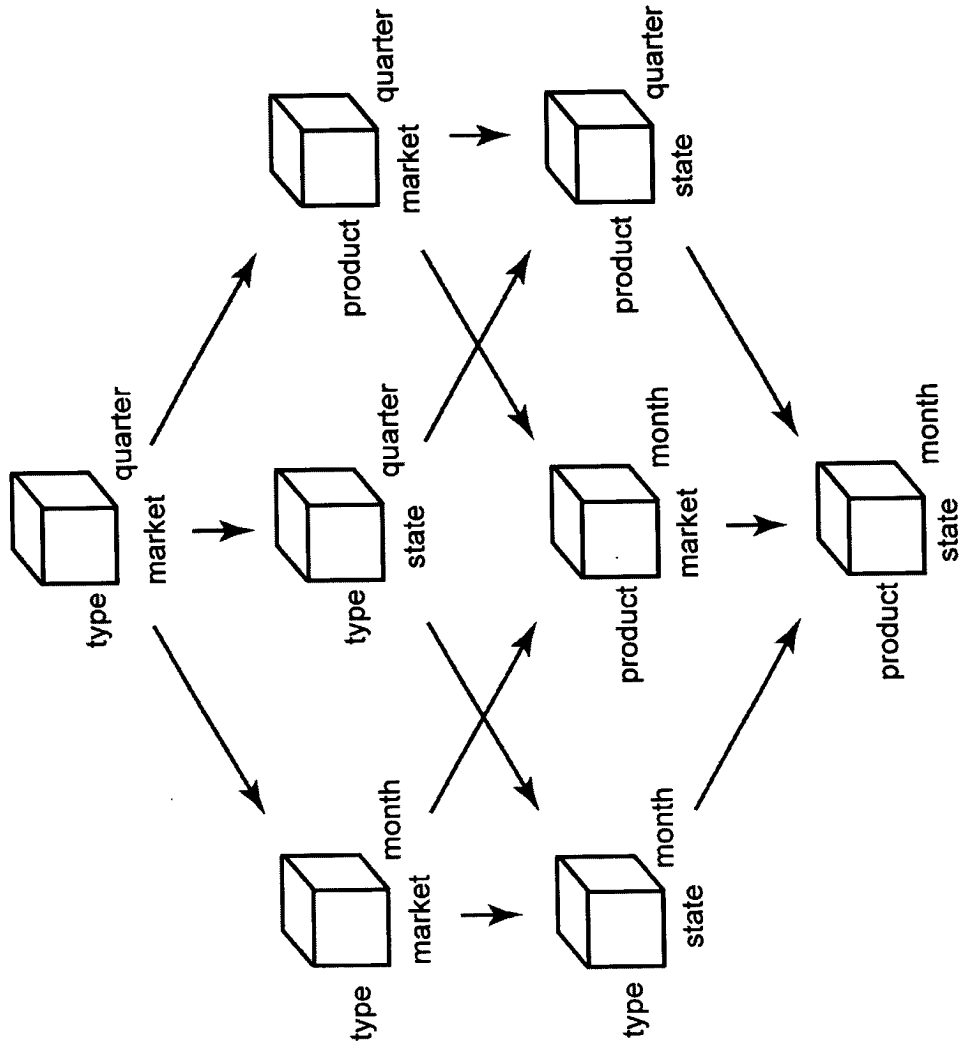 type
market
quarter
type
market
month
type
state
quarter
product
market
quarter
type
state
month
product
market
month
product
state
quarter
product
state
month